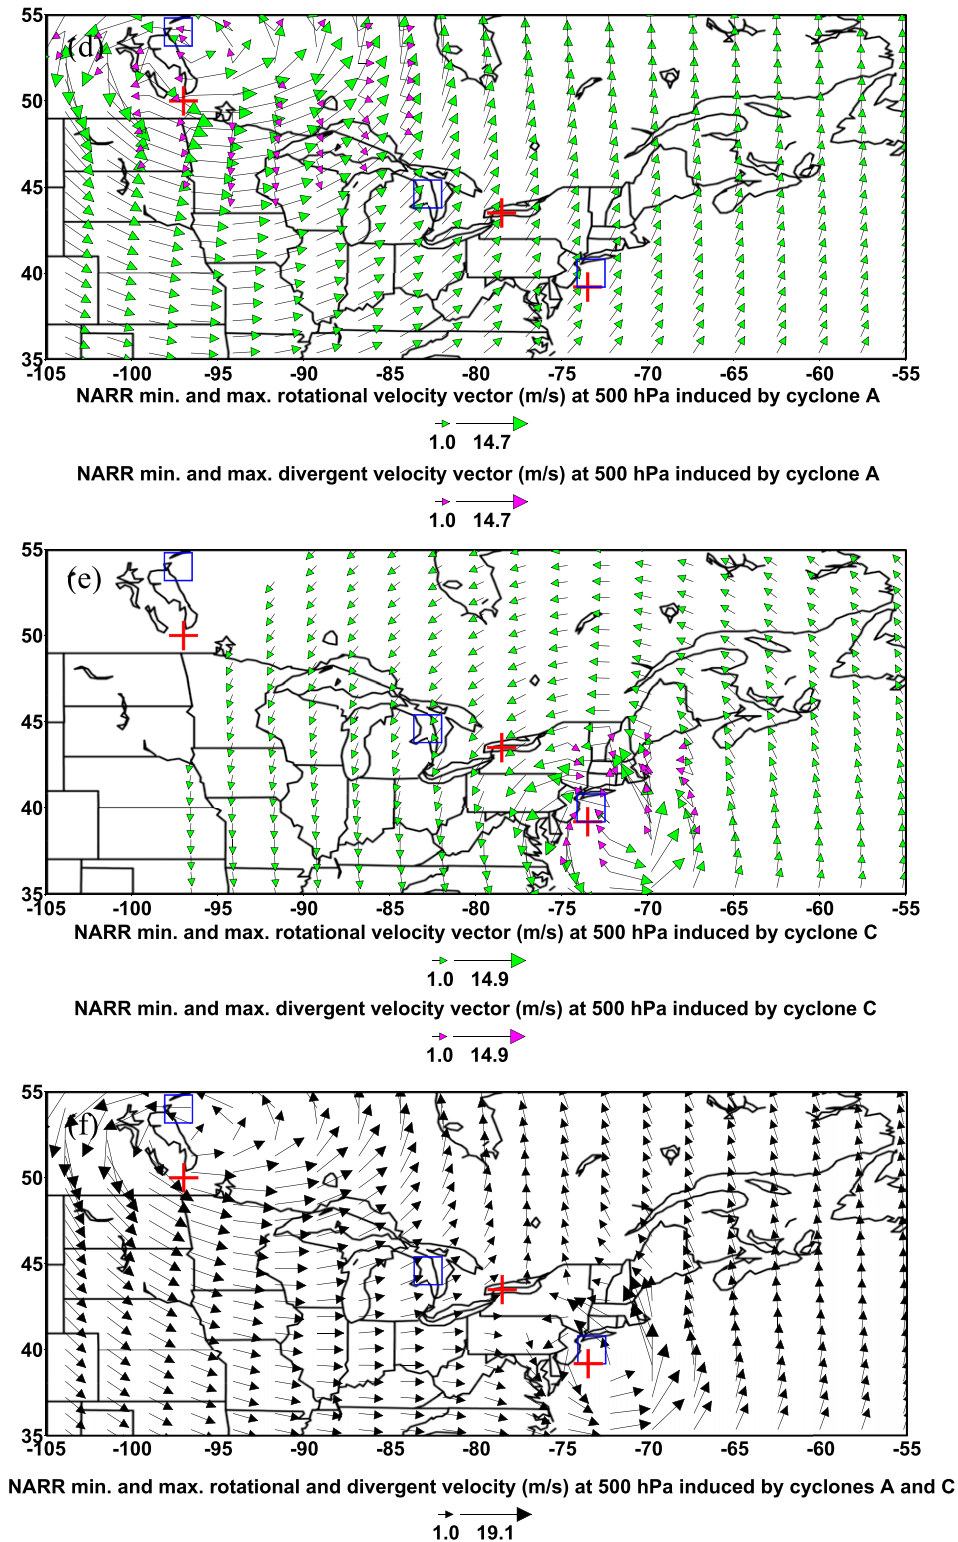 55
(d)
50
45
40
35
-105 -100 -95 -90 -85 -80 -75 -70 -65 -60 -55
NARR min. and max. rotational velocity vector (m/s) at 500 hPa induced by cyclone A
1.0 14.7
NARR min. and max. divergent velocity vector (m/s) at 500 hPa induced by cyclone A
1.0 14.7
55
(e)
50
45
40
35
-105 -100 -95 -90 -85 -80 -75 -70 -65 -60 -55
NARR min. and max. rotational velocity vector (m/s) at 500 hPa induced by cyclone C
1.0 14.9
NARR min. and max. divergent velocity vector (m/s) at 500 hPa induced by cyclone C
1.0 14.9
55
(f)
50
45
40
35
-105 -100 -95 -90 -85 -80 -75 -70 -65 -60 -55
NARR min. and max. rotational and divergent velocity (m/s) at 500 hPa induced by cyclones A and C
1.0 19.1